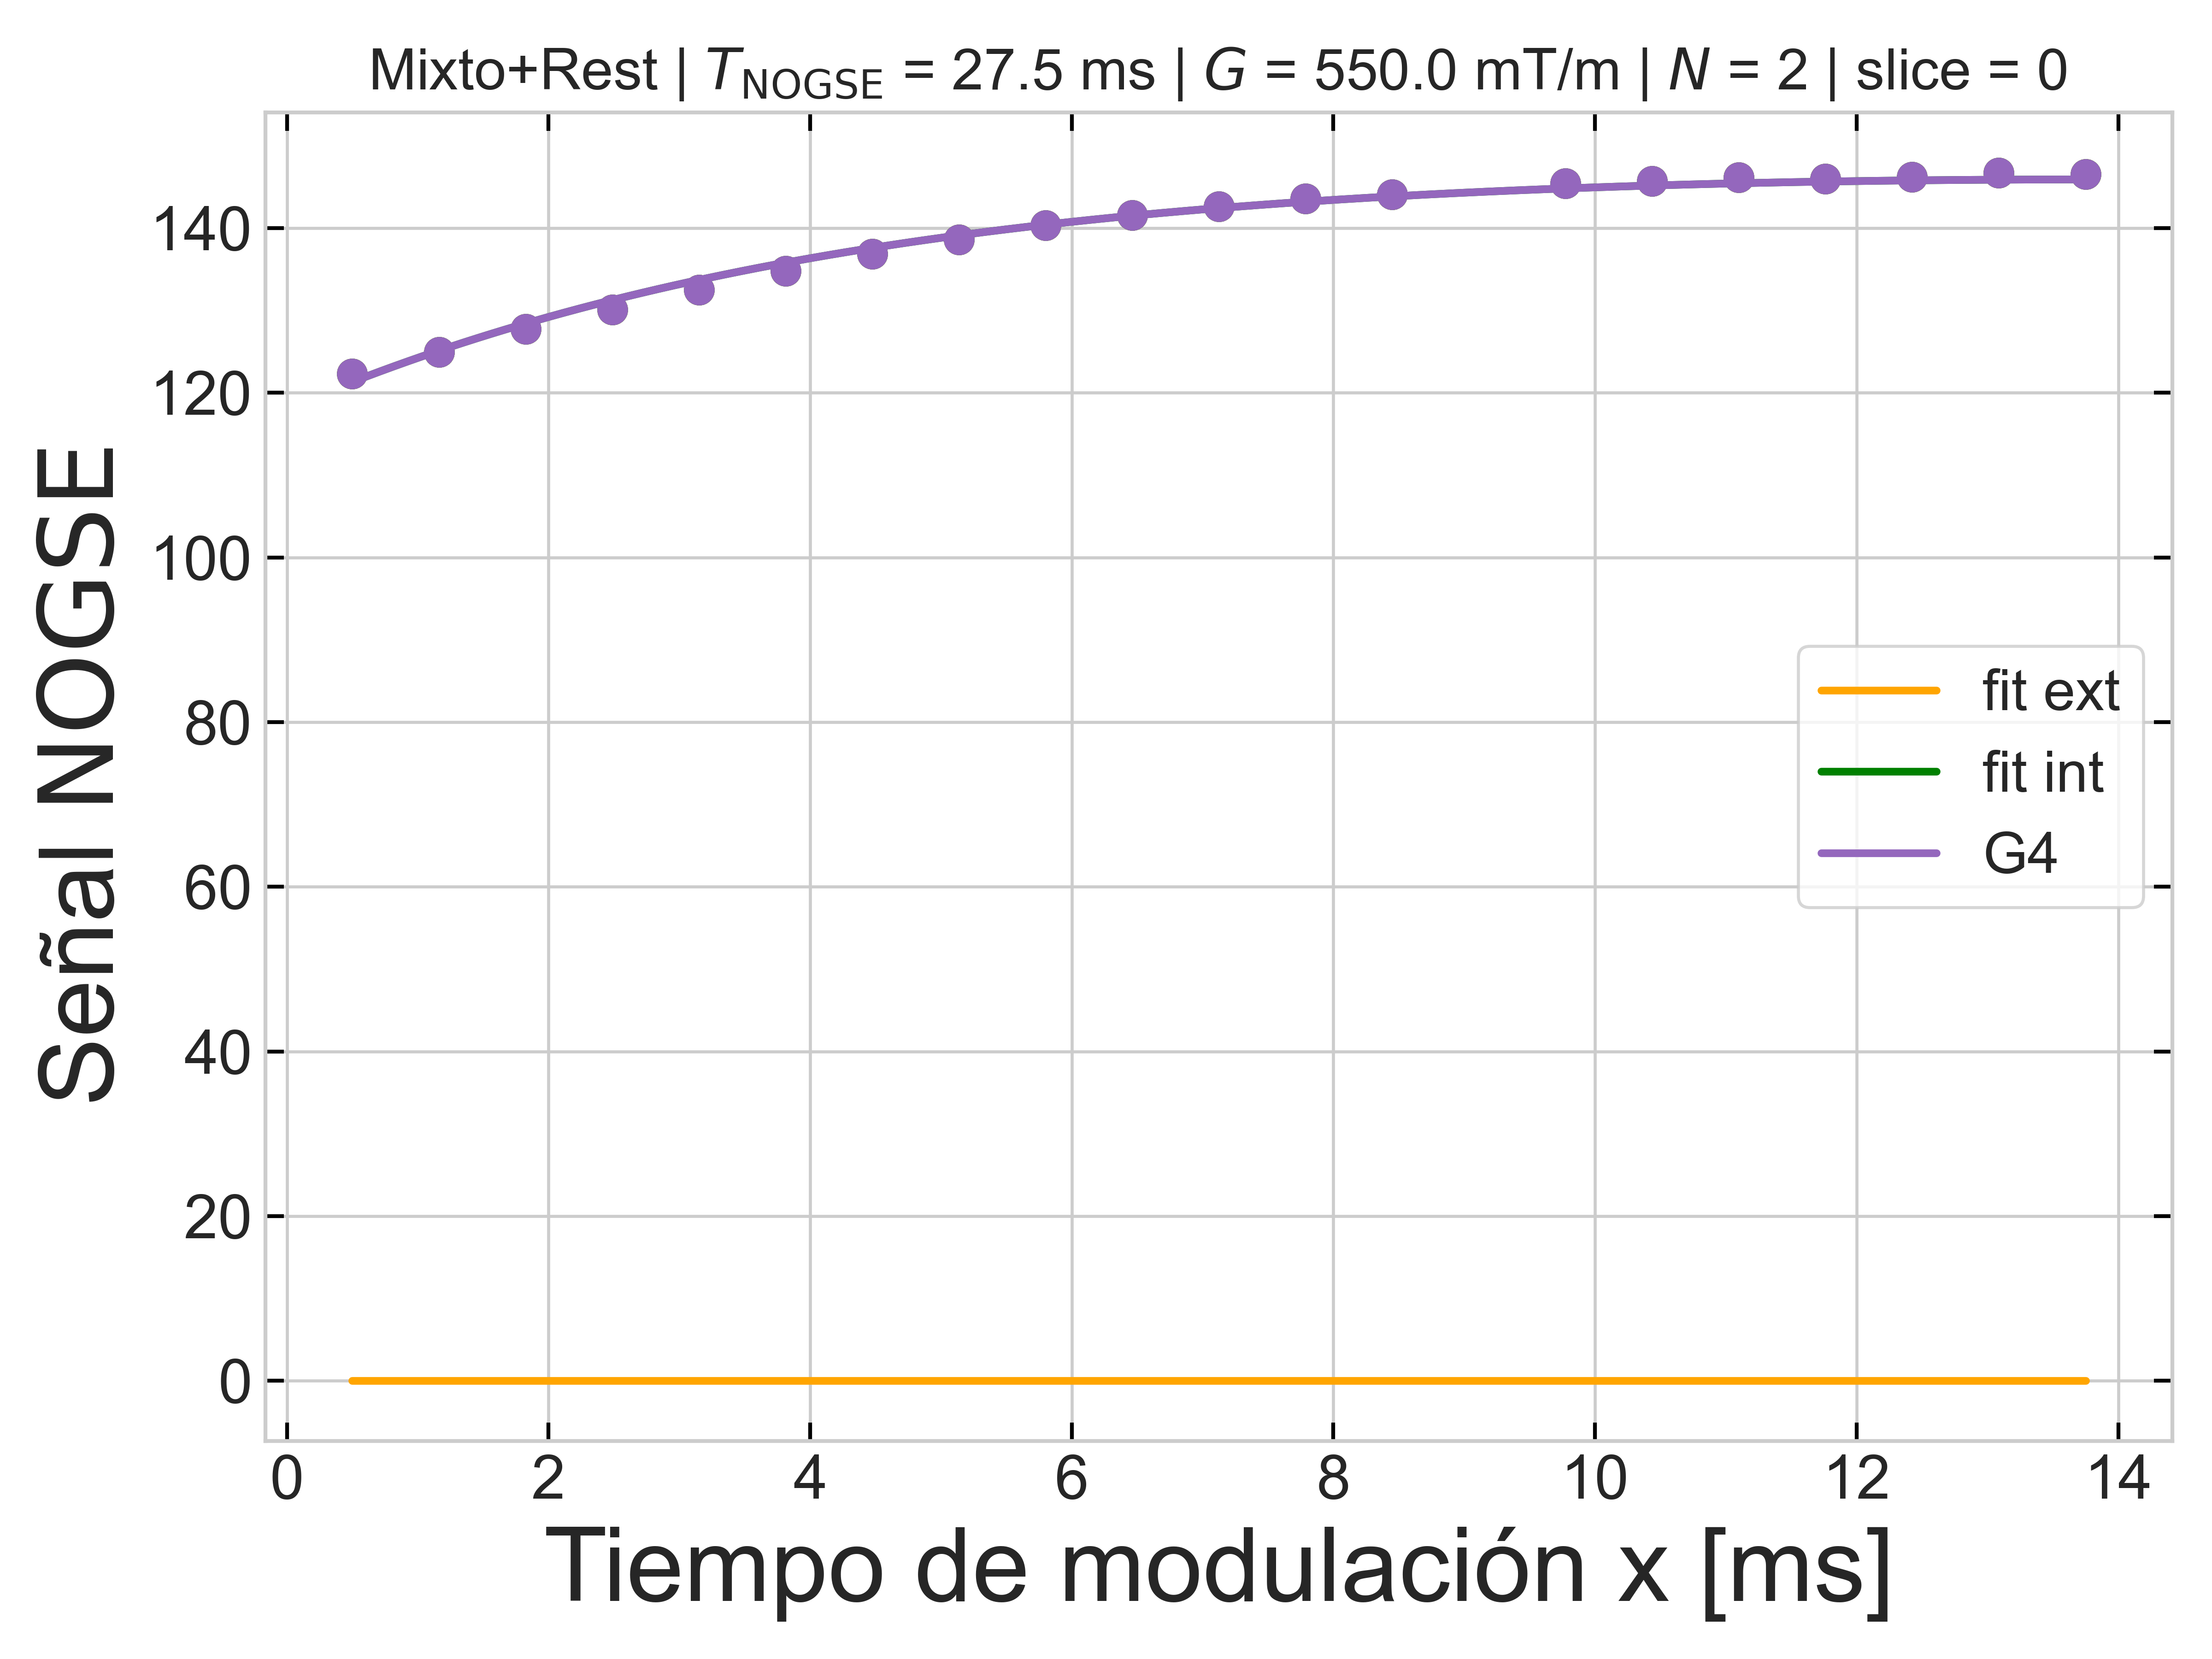 Mixto+Rest | T_NOGSE = 27.5 ms | G = 550.0 mT/m | N = 2 | slice = 0
Señal NOGSE
140
120
100
80
60
40
20
0
fit ext
fit int
G4
0 2 4 6 8 10 12 14
Tiempo de modulación x [ms]